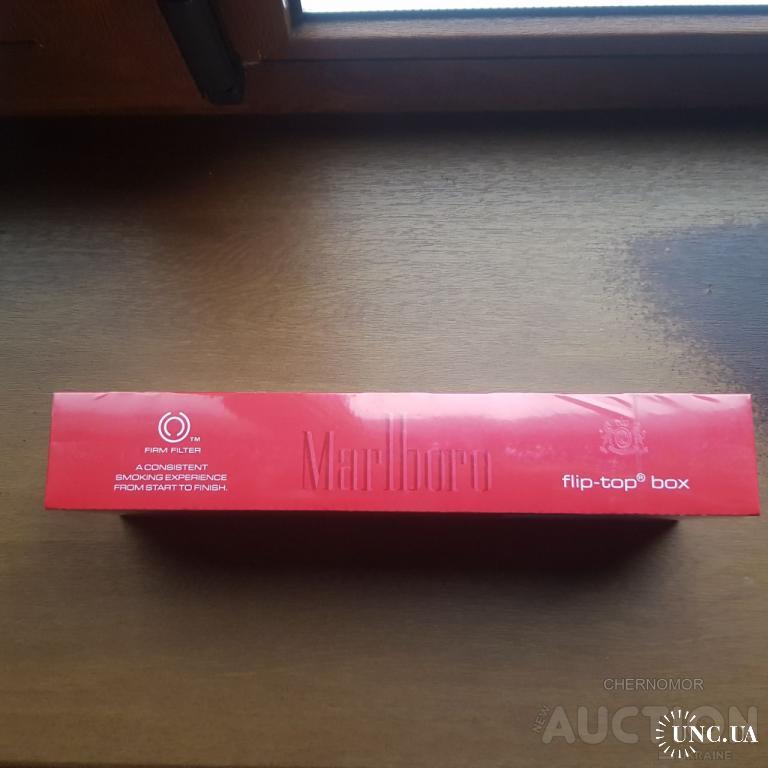 FIRM FILTER
TM
A CONSISTENT
SMOKING EXPERIENCE
FROM START TO FINISH.
Marlboro
flip-top® box
CHERNOMOR
NEW
AUCTION
UNC.UA
UKRAINE